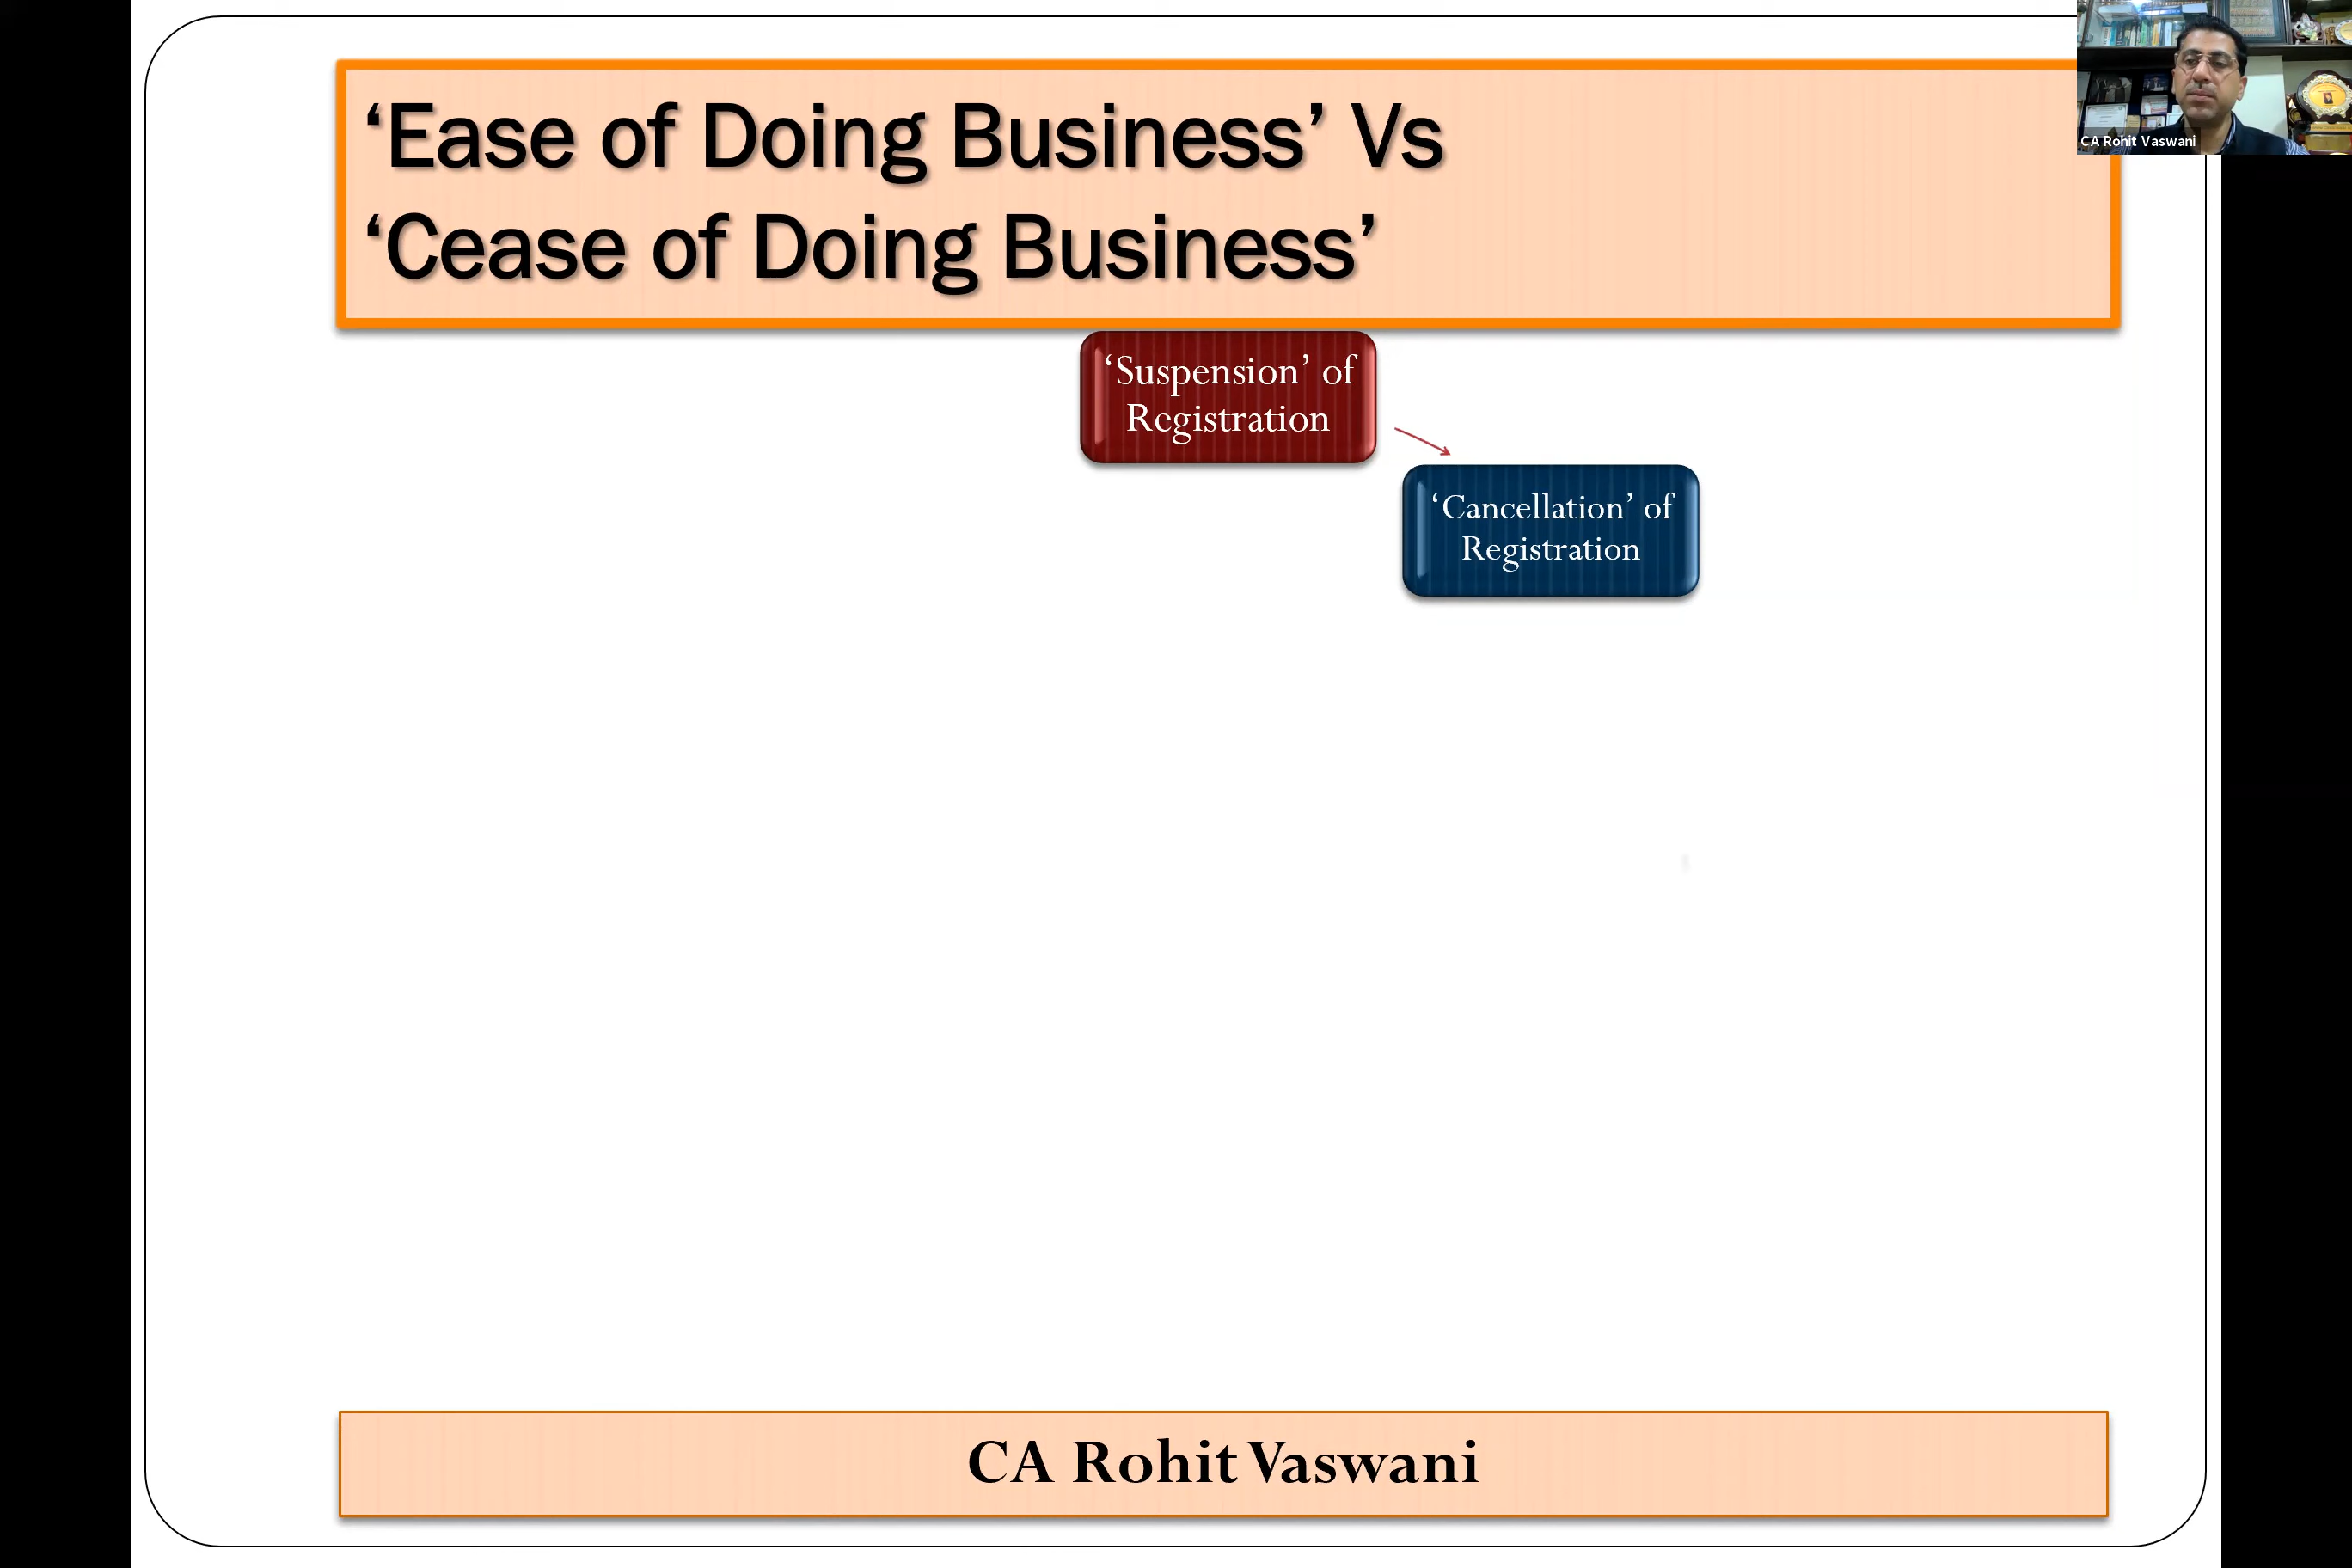 ‘Ease of Doing Business’ Vs
‘Cease of Doing Business’
CA Rohit Vaswani
‘Suspension’ of
Registration
‘Cancellation’ of
Registration
CA Rohit Vaswani